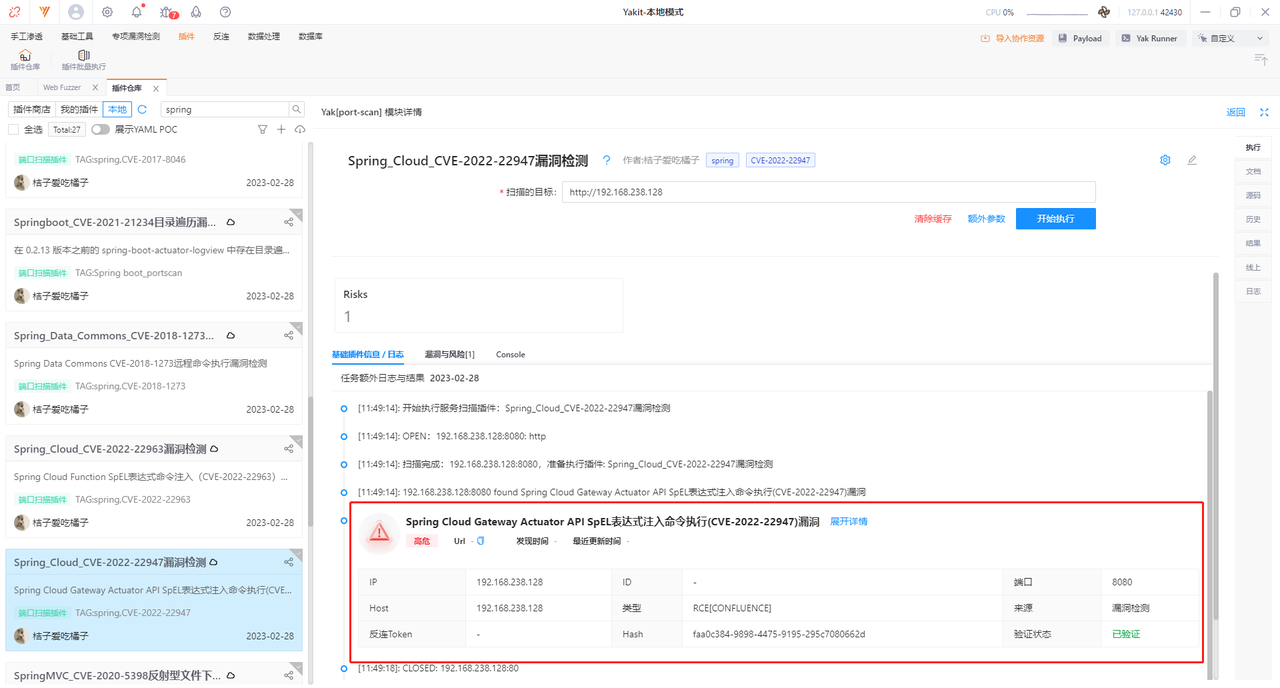 Yakit-本地模式
CPU 0%
127.0.0.1:42430
7
手工渗透 基础工具 专项漏洞检测 插件 反连 数据处理 数据库
导入协作资源 Payload Yak Runner 自定义
插件仓库 插件批量执行
首页 Web Fuzzer 插件仓库
插件商店 我的插件 本地 spring
全选 Total:27 展示YAML POC
端口扫描插件 TAG:spring,CVE-2017-8046
桔子爱吃橘子 2023-02-28
Springboot_CVE-2021-21234目录遍历漏...
在 0.2.13 版本之前的 spring-boot-actuator-logview 中存在目录遍...
端口扫描插件 TAG:Spring boot_portscan
桔子爱吃橘子 2023-02-28
Spring_Data_Commons_CVE-2018-1273...
Spring Data Commons CVE-2018-1273远程命令执行漏洞检测
端口扫描插件 TAG:spring,CVE-2018-1273
桔子爱吃橘子 2023-02-28
Spring_Cloud_CVE-2022-22963漏洞检测
Spring Cloud Function SpEL表达式命令注入（CVE-2022-22963）...
端口扫描插件 TAG:spring,CVE-2022-22963
桔子爱吃橘子 2023-02-28
Spring_Cloud_CVE-2022-22947漏洞检测
Spring Cloud Gateway Actuator API SpEL表达式注入命令执行(CVE...
端口扫描插件 TAG:spring,CVE-2022-22947
桔子爱吃橘子 2023-02-28
SpringMVC_CVE-2020-5398反射型文件下...
Yak[port-scan] 模块详情
返回
Spring_Cloud_CVE-2022-22947漏洞检测 ? 作者:桔子爱吃橘子 spring CVE-2022-22947
* 扫描的目标: http://192.168.238.128
清除缓存 额外参数 开始执行
Risks
1
基础插件信息 / 日志 漏洞与风险[1] Console
任务额外日志与结果 2023-02-28
[11:49:14]: 开始执行服务扫描插件：Spring_Cloud_CVE-2022-22947漏洞检测
[11:49:14]: OPEN：192.168.238.128:8080: http
[11:49:14]: 扫描完成：192.168.238.128:8080，准备执行插件: Spring_Cloud_CVE-2022-22947漏洞检测
[11:49:14]: 192.168.238.128:8080 found Spring Cloud Gateway Actuator API SpEL表达式注入命令执行(CVE-2022-22947)漏洞
Spring Cloud Gateway Actuator API SpEL表达式注入命令执行(CVE-2022-22947)漏洞 展开详情
高危 Url - 发现时间 - 最近更新时间 -
IP 192.168.238.128 ID - 端口 8080
Host 192.168.238.128 类型 RCE[CONFLUENCE] 来源 漏洞检测
反连Token - Hash faa0c384-9898-4475-9195-295c7080662d 验证状态 已验证
[11:49:18]: CLOSED: 192.168.238.128:80
执行
文档
源码
历史
结果
线上
日志